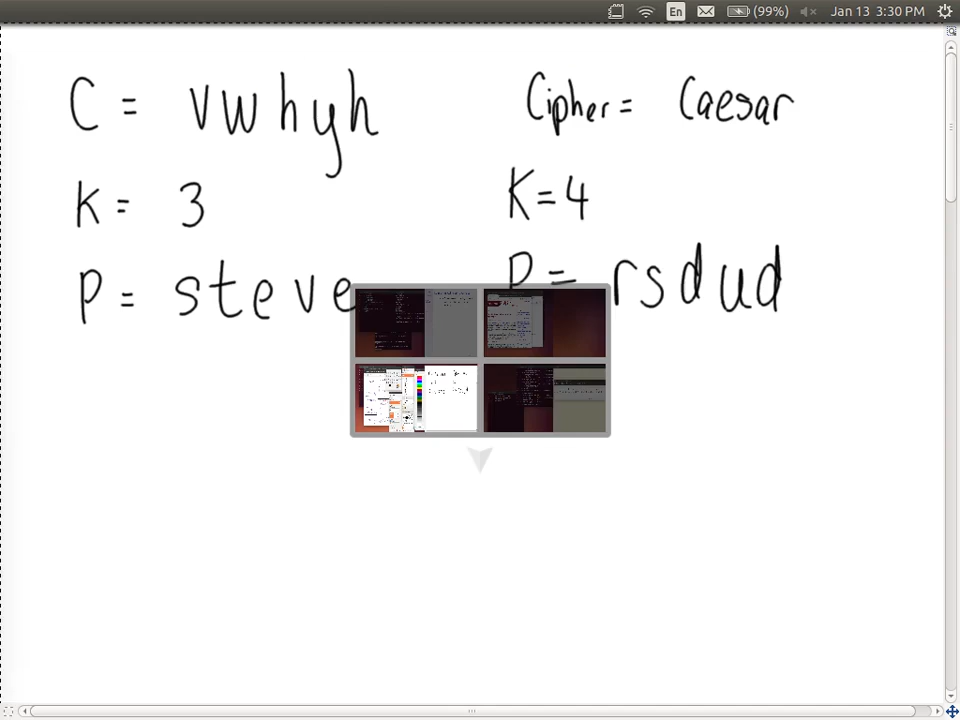 En (99%) Jan 13 3:30 PM
C = vwhyh Cipher = Caesar
K = 3 K=4
P = steve P = rsdud